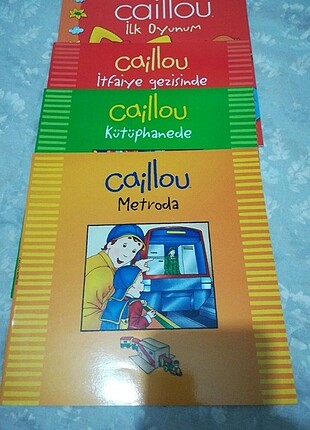 caillou
İlk Oyunum
caillou
İtfaiye gezisinde
caillou
Kütüphanede
caillou
Metroda